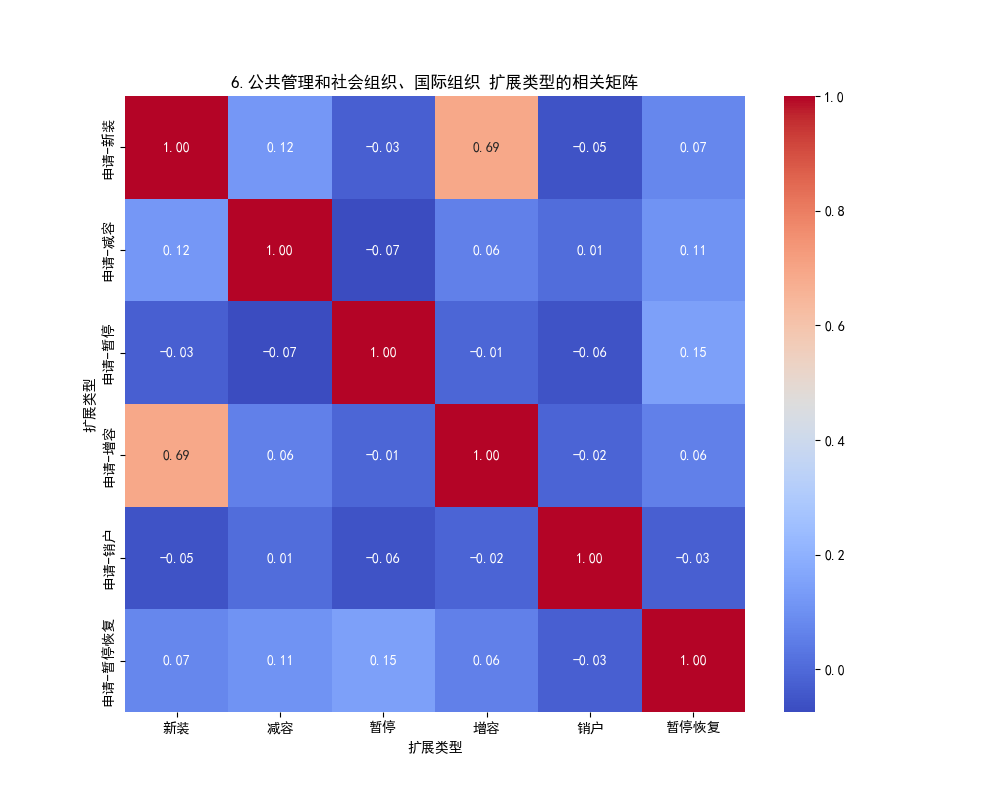 6.公共管理和社会组织、国际组织 扩展类型的相关矩阵
扩展类型
申请-新装 1.00 0.12 -0.03 0.69 -0.05 0.07
申请-减容 0.12 1.00 -0.07 0.06 0.01 0.11
申请-暂停 -0.03 -0.07 1.00 -0.01 -0.06 0.15
申请-增容 0.69 0.06 -0.01 1.00 -0.02 0.06
申请-销户 -0.05 0.01 -0.06 -0.02 1.00 -0.03
申请-暂停恢复 0.07 0.11 0.15 0.06 -0.03 1.00
新装 减容 暂停 增容 销户 暂停恢复
扩展类型
1.0
0.8
0.6
0.4
0.2
0.0